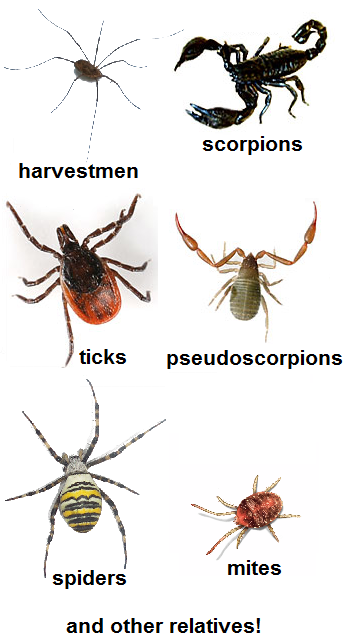 harvestmen
scorpions
ticks
pseudoscorpions
spiders
mites
and other relatives!